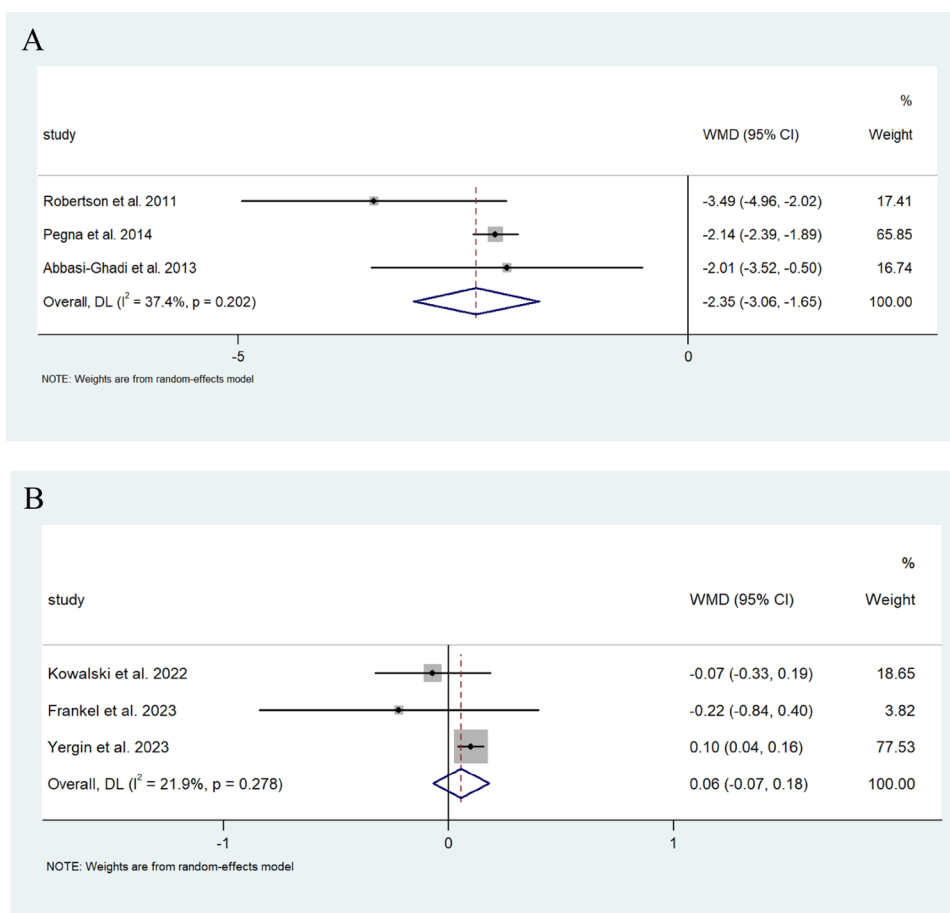 A
%
study WMD (95% CI) Weight
Robertson et al. 2011 -3.49 (-4.96, -2.02) 17.41
Pegna et al. 2014 -2.14 (-2.39, -1.89) 65.85
Abbasi-Ghadi et al. 2013 -2.01 (-3.52, -0.50) 16.74
Overall, DL (I² = 37.4%, p = 0.202) -2.35 (-3.06, -1.65) 100.00
-5 0
NOTE: Weights are from random-effects model
B
%
study WMD (95% CI) Weight
Kowalski et al. 2022 -0.07 (-0.33, 0.19) 18.65
Frankel et al. 2023 -0.22 (-0.84, 0.40) 3.82
Yergin et al. 2023 0.10 (0.04, 0.16) 77.53
Overall, DL (I² = 21.9%, p = 0.278) 0.06 (-0.07, 0.18) 100.00
-1 0 1
NOTE: Weights are from random-effects model